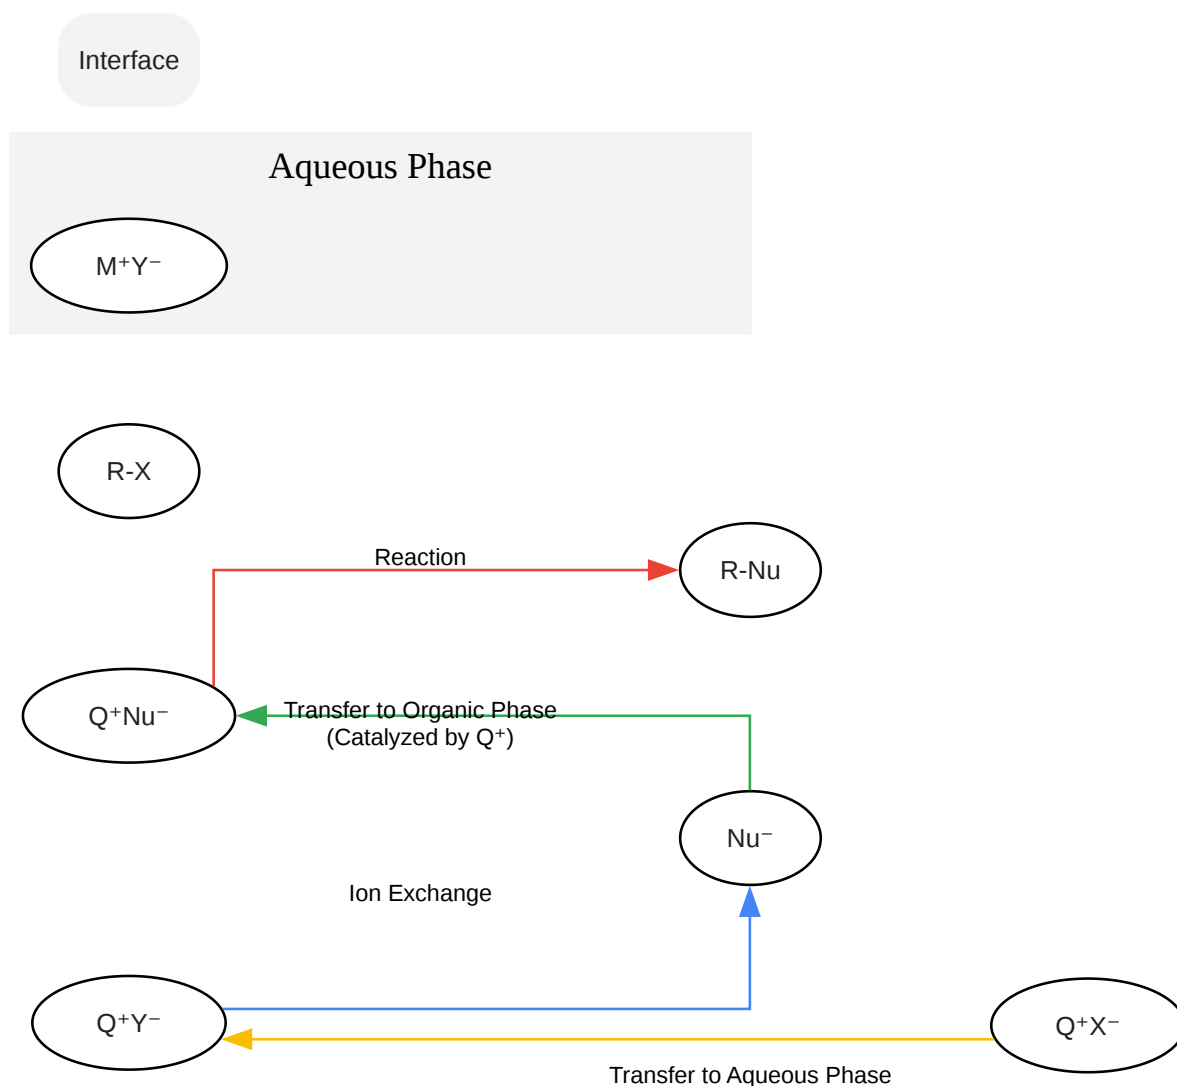 Interface
Aqueous Phase
M⁺Y⁻
R-X
Reaction
R-Nu
Q⁺Nu⁻
Transfer to Organic Phase
(Catalyzed by Q⁺)
Nu⁻
Ion Exchange
Q⁺Y⁻
Q⁺X⁻
Transfer to Aqueous Phase